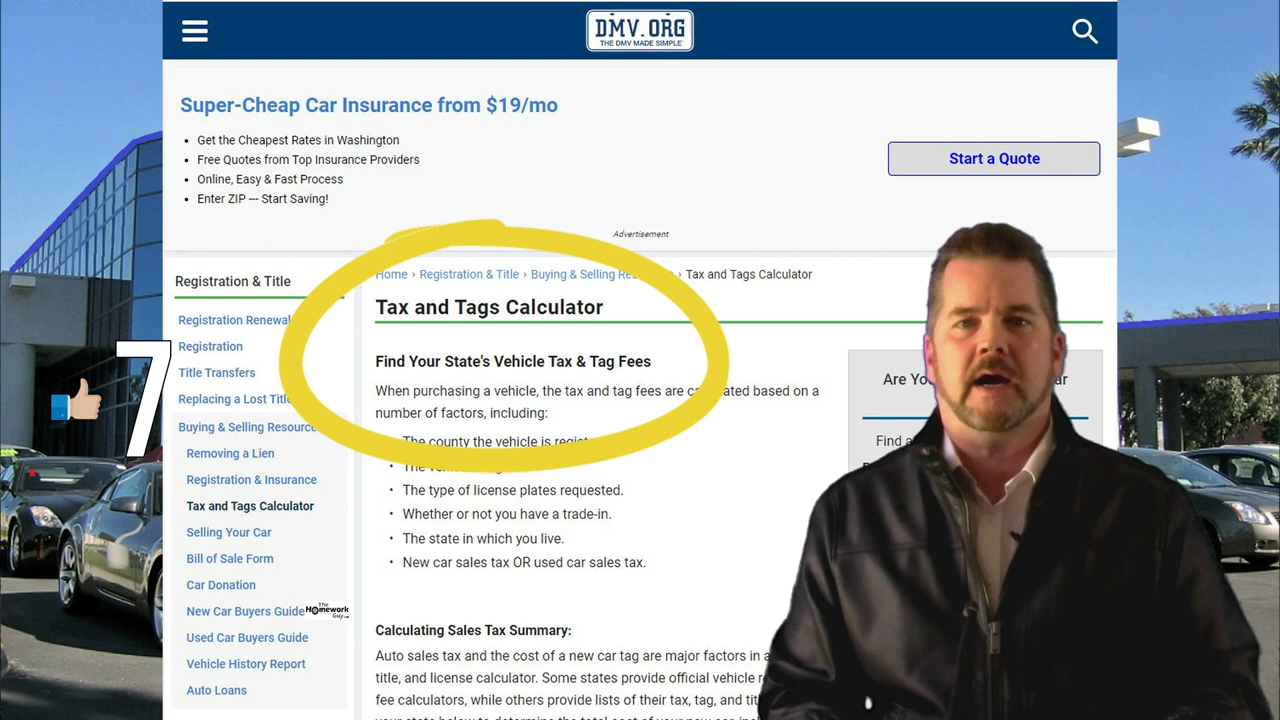 DMV.ORG
THE DMV MADE SIMPLE
Super-Cheap Car Insurance from $19/mo
• Get the Cheapest Rates in Washington
• Free Quotes from Top Insurance Providers
• Online, Easy & Fast Process
• Enter ZIP --- Start Saving!
Start a Quote
Advertisement
Registration & Title
Registration Renewal
Registration
Title Transfers
Replacing a Lost Title
Buying & Selling Resource
Removing a Lien
Registration & Insurance
Tax and Tags Calculator
Selling Your Car
Bill of Sale Form
Car Donation
New Car Buyers Guide
Used Car Buyers Guide
Vehicle History Report
Auto Loans
7
The
Homework
Guy
Home › Registration & Title › Buying & Selling › Tax and Tags Calculator
Tax and Tags Calculator
Find Your State's Vehicle Tax & Tag Fees
When purchasing a vehicle, the tax and tag fees are based on a
number of factors, including:
The county the vehicle is
• The type of license plates requested.
• Whether or not you have a trade-in.
• The state in which you live.
• New car sales tax OR used car sales tax.
Calculating Sales Tax Summary:
Auto sales tax and the cost of a new car tag are major factors in a
title, and license calculator. Some states provide official vehicle
fee calculators, while others provide lists of their tax, tag, and
Are
Find a